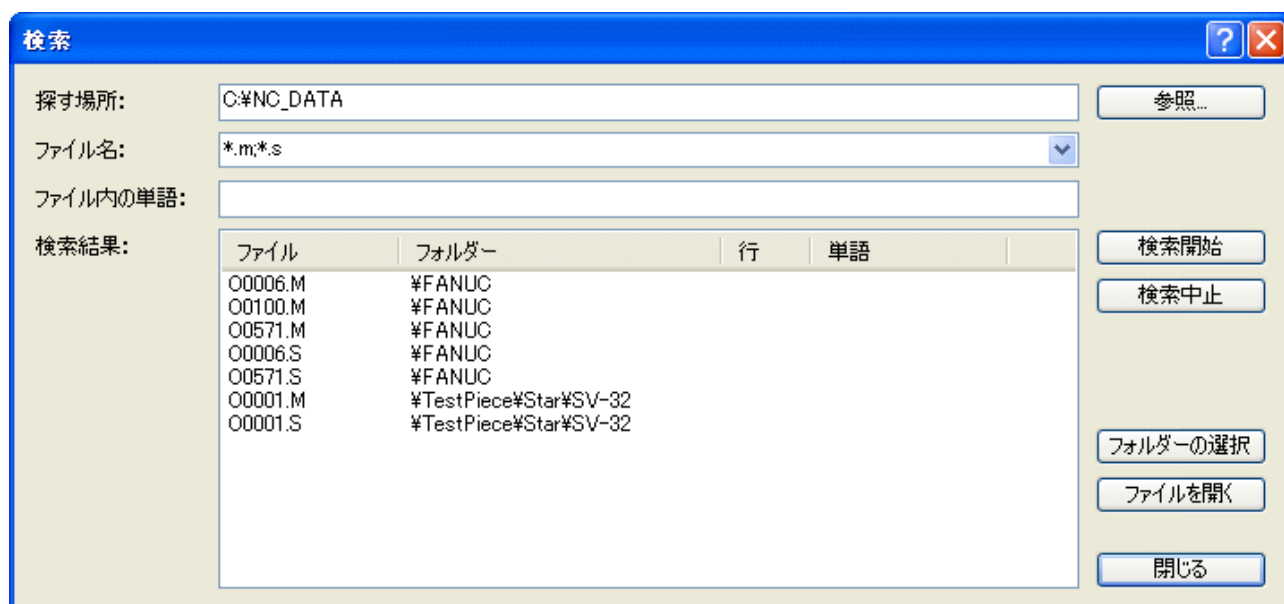 検索
探す場所: C:¥NC_DATA 参照...
ファイル名: *.m;*.s
ファイル内の単語:
検索結果:
ファイル フォルダー 行 単語
O0006.M ¥FANUC
O0100.M ¥FANUC
O0571.M ¥FANUC
O0006.S ¥FANUC
O0571.S ¥FANUC
O0001.M ¥TestPiece¥Star¥SV-32
O0001.S ¥TestPiece¥Star¥SV-32
検索開始
検索中止
フォルダーの選択
ファイルを開く
閉じる